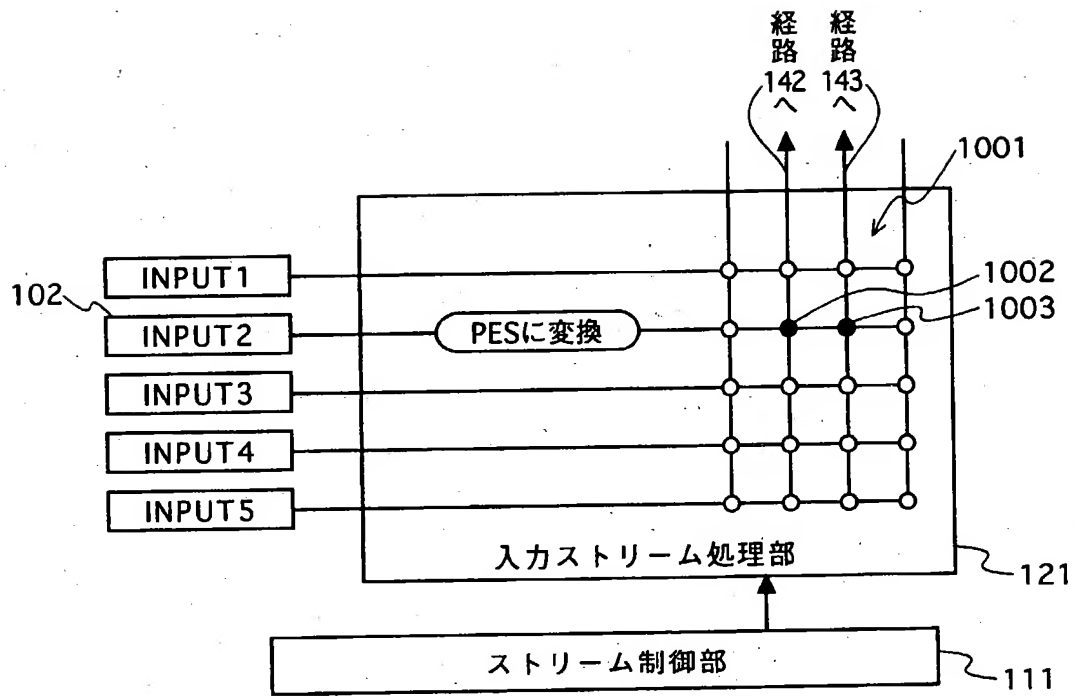 経路142へ
経路143へ
1001
INPUT1
1002
102
INPUT2
PESに変換
1003
INPUT3
INPUT4
INPUT5
入力ストリーム処理部
121
ストリーム制御部
111